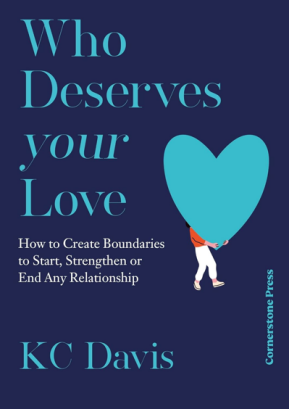 Who
Deserves
your
Love
How to Create Boundaries
to Start, Strengthen or
End Any Relationship
Cornerstone Press
KC Davis